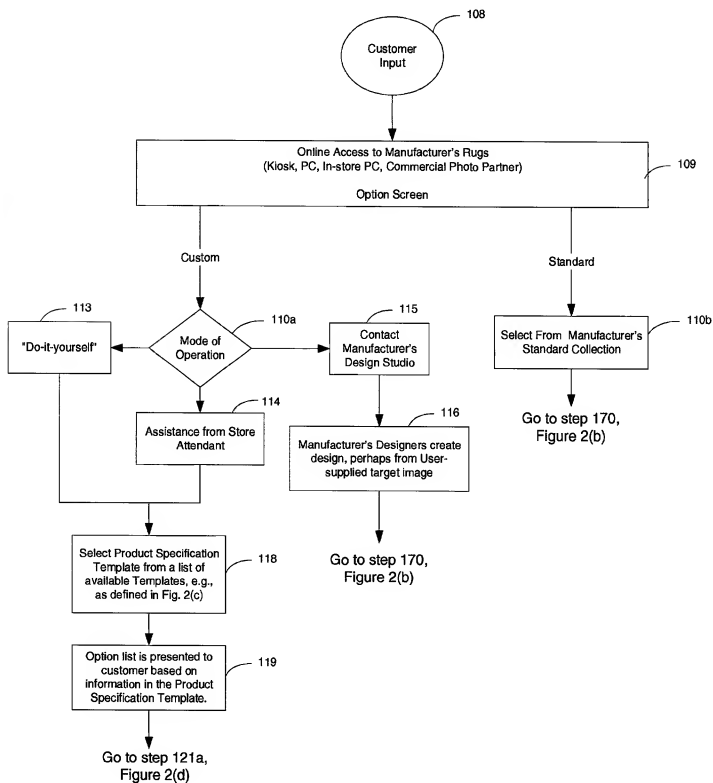 108
Customer
Input
Online Access to Manufacturer's Rugs
(Kiosk, PC, In-store PC, Commercial Photo Partner)
Option Screen
109
Custom
Standard
113
"Do-it-yourself"
Mode of
Operation
110a
115
Contact
Manufacturer's
Design Studio
Select From Manufacturer's
Standard Collection
110b
114
Assistance from Store
Attendant
116
Manufacturer's Designers create
design, perhaps from User-
supplied target image
Go to step 170,
Figure 2(b)
Go to step 170,
Figure 2(b)
Select Product Specification
Template from a list of
available Templates, e.g.,
as defined in Fig. 2(c)
118
Option list is presented to
customer based on
information in the Product
Specification Template.
119
Go to step 121a,
Figure 2(d)